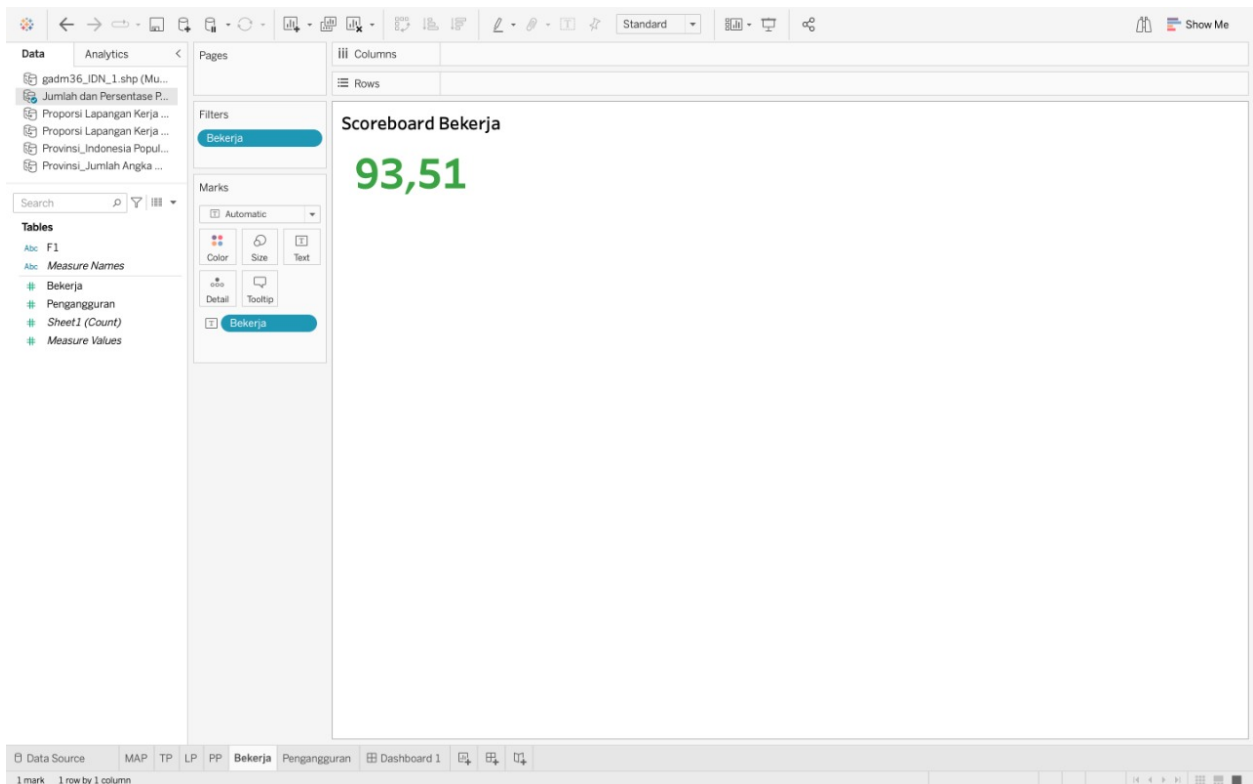 Standard
Show Me
Data
Analytics
Pages
Columns
gadm36_IDN_1.shp (Mu...
Jumlah dan Persentase P...
Proporsi Lapangan Kerja ...
Proporsi Lapangan Kerja ...
Provinsi_Indonesia Popul...
Provinsi_Jumlah Angka ...
Rows
Filters
Bekerja
Scoreboard Bekerja
93,51
Search
Marks
Automatic
Color
Size
Text
Detail
Tooltip
Bekerja
Tables
Abc F1
Abc Measure Names
# Bekerja
# Pengangguran
# Sheet1 (Count)
# Measure Values
Data Source
MAP
TP
LP
PP
Bekerja
Pengangguran
Dashboard 1
1 mark 1 row by 1 column